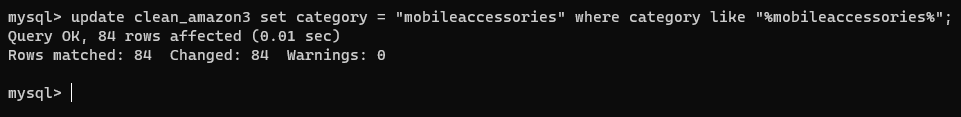 mysql> update clean_amazon3 set category = "mobileaccessories" where category like "%mobileaccessories%";
Query OK, 84 rows affected (0.01 sec)
Rows matched: 84  Changed: 84  Warnings: 0
mysql>